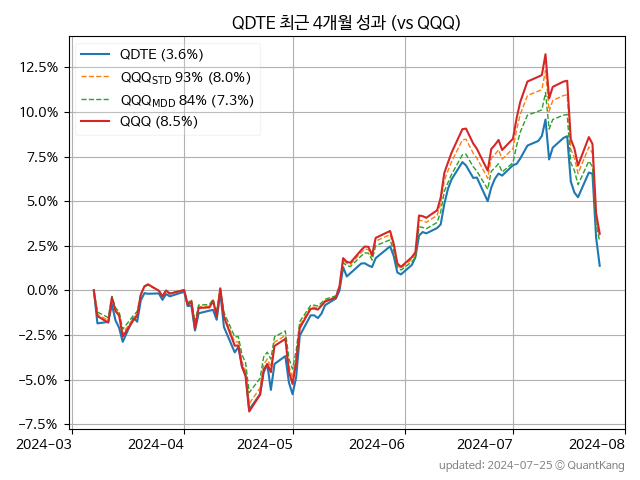 QDTE 최근 4개월 성과 (vs QQQ)
QDTE (3.6%)
QQQSTD 93% (8.0%)
QQQMDD 84% (7.3%)
QQQ (8.5%)
12.5%
10.0%
7.5%
5.0%
2.5%
0.0%
−2.5%
−5.0%
−7.5%
2024-03 2024-04 2024-05 2024-06 2024-07 2024-08
updated: 2024-07-25 © QuantKang